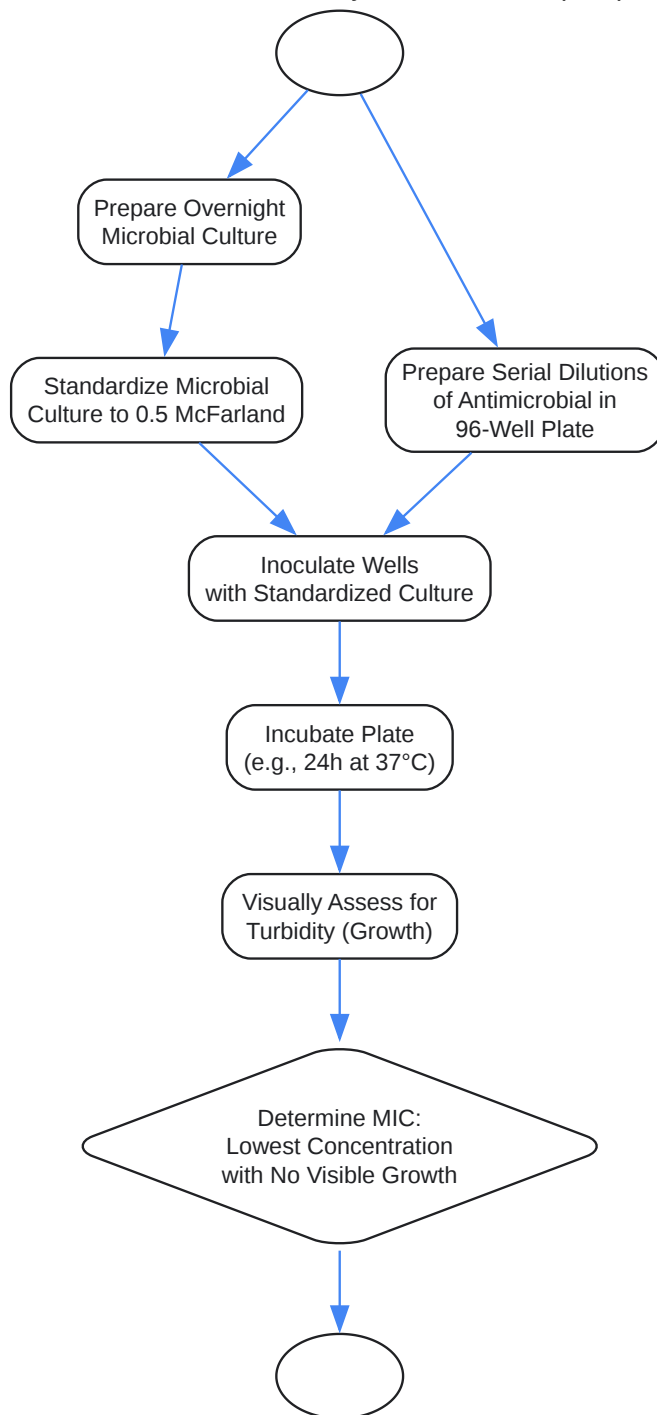 Prepare Overnight
Microbial Culture
Standardize Microbial
Culture to 0.5 McFarland
Prepare Serial Dilutions
of Antimicrobial in
96-Well Plate
Inoculate Wells
with Standardized Culture
Incubate Plate
(e.g., 24h at 37°C)
Visually Assess for
Turbidity (Growth)
Determine MIC:
Lowest Concentration
with No Visible Growth